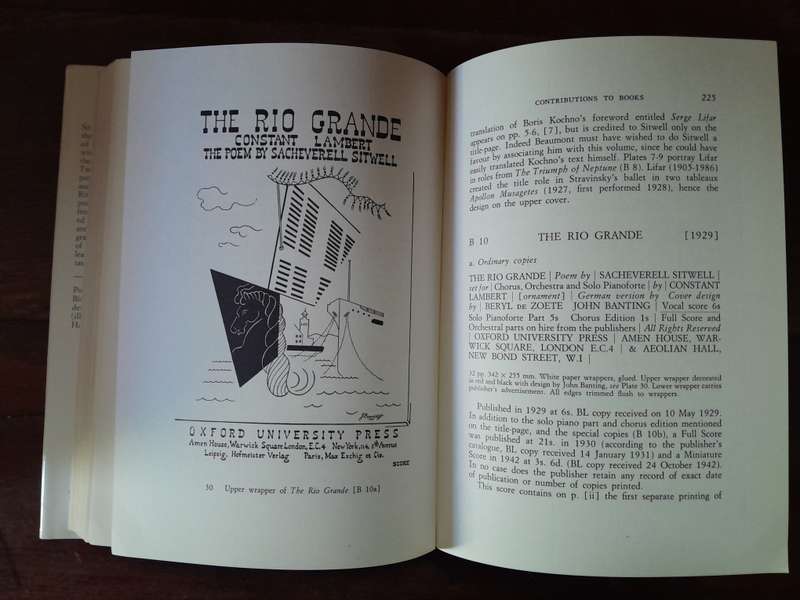 THE RIO GRANDE
CONSTANT LAMBERT
THE POEM BY SACHEVERELL SITWELL
OXFORD UNIVERSITY PRESS
Amen House, Warwick Square London, E.C.4 New York, 114, 5th Avenue
Leipzig, Hofmeister Verlag Paris, Max Eschig et Cie.
SCORE
30 Upper wrapper of The Rio Grande [B 10a]
CONTRIBUTIONS TO BOOKS 225
translation of Boris Kochno's foreword entitled Serge Lifar
appears on pp. 5-6, [7], but is credited to Sitwell only on the
title-page. Indeed Beaumont must have wished to do Sitwell a
favour by associating him with this volume, since he could have
easily translated Kochno's text himself. Plates 7-9 portray Lifar
in roles from The Triumph of Neptune (B 8). Lifar (1905-1986)
created the title role in Stravinsky's ballet in two tableaux
Apollon Musagetes (1927, first performed 1928), hence the
design on the upper cover.
B 10 THE RIO GRANDE [1929]
a. Ordinary copies
THE RIO GRANDE | Poem by | SACHEVERELL SITWELL |
set for | Chorus, Orchestra and Solo Pianoforte | by | CONSTANT
LAMBERT | [ornament] | German version by Cover design
by | BERYL DE ZOETE JOHN BANTING | Vocal score 6s
Solo Pianoforte Part 5s Chorus Edition 1s | Full Score and
Orchestral parts on hire from the publishers | All Rights Reserved
| OXFORD UNIVERSITY PRESS | AMEN HOUSE, WAR-
WICK SQUARE, LONDON E.C.4 | & AEOLIAN HALL,
NEW BOND STREET, W.I |
32 pp. 342 × 255 mm. White paper wrappers, glued. Upper wrapper decorated
in red and black with design by John Banting, see Plate 30. Lower wrapper carries
publisher's advertisement. All edges trimmed flush to wrappers.
Published in 1929 at 6s. BL copy received on 10 May 1929.
In addition to the solo piano part and chorus edition mentioned
on the title-page, and the special copies (B 10b), a Full Score
was published at 21s. in 1930 (according to the publisher's
catalogue, BL copy received 14 January 1931) and a Miniature
Score in 1942 at 3s. 6d. (BL copy received 24 October 1942).
In no case does the publisher retain any record of exact date
of publication or number of copies printed.
This score contains on p. [ii] the first separate printing of